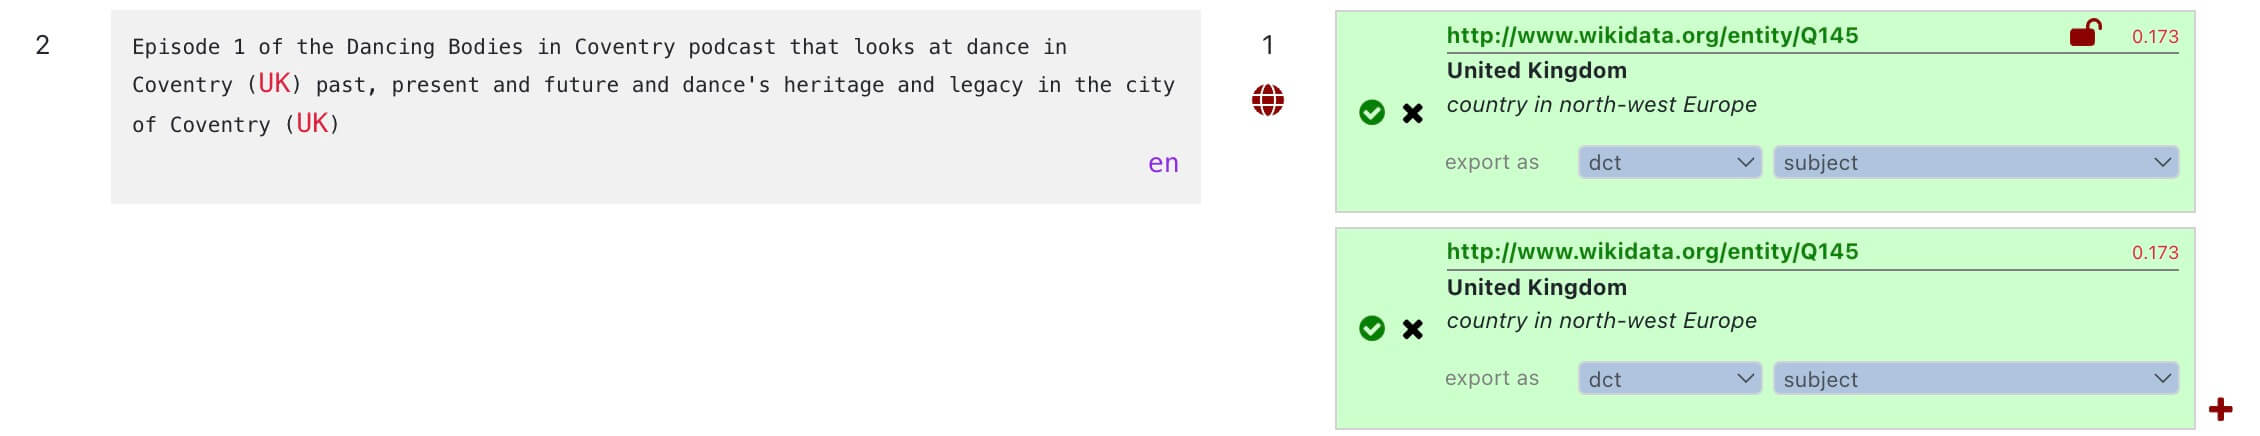 2
Episode 1 of the Dancing Bodies in Coventry podcast that looks at dance in
Coventry (UK) past, present and future and dance's heritage and legacy in the city
of Coventry (UK)
en
1
http://www.wikidata.org/entity/Q145 0.173
United Kingdom
country in north-west Europe
export as dct subject
http://www.wikidata.org/entity/Q145 0.173
United Kingdom
country in north-west Europe
export as dct subject